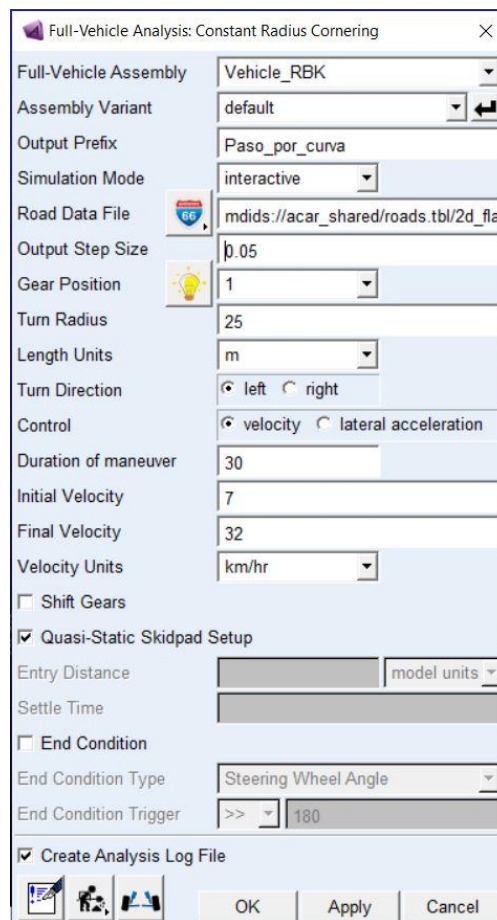 Full-Vehicle Analysis: Constant Radius Cornering
Full-Vehicle Assembly Vehicle_RBK
Assembly Variant default
Output Prefix Paso_por_curva
Simulation Mode interactive
Road Data File 66 mdids://acar_shared/roads.tbl/2d_fla
Output Step Size 0.05
Gear Position 1
Turn Radius 25
Length Units m
Turn Direction left right
Control velocity lateral acceleration
Duration of maneuver 30
Initial Velocity 7
Final Velocity 32
Velocity Units km/hr
Shift Gears
Quasi-Static Skidpad Setup
Entry Distance model units
Settle Time
End Condition
End Condition Type Steering Wheel Angle
End Condition Trigger >> 180
Create Analysis Log File
OK Apply Cancel